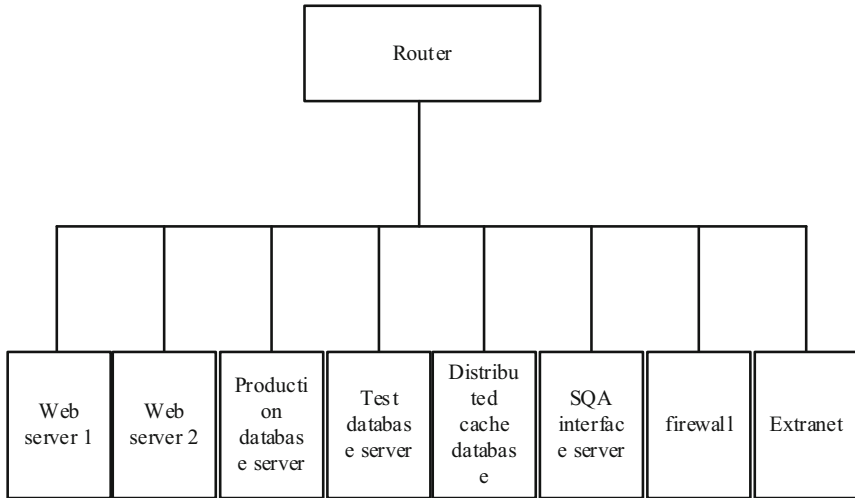 Router
Web
server 1
Web
server 2
Producti
on
databas
e server
Test
databas
e server
Distribu
ted
cache
databas
e
SQA
interfac
e server
firewall
Extranet